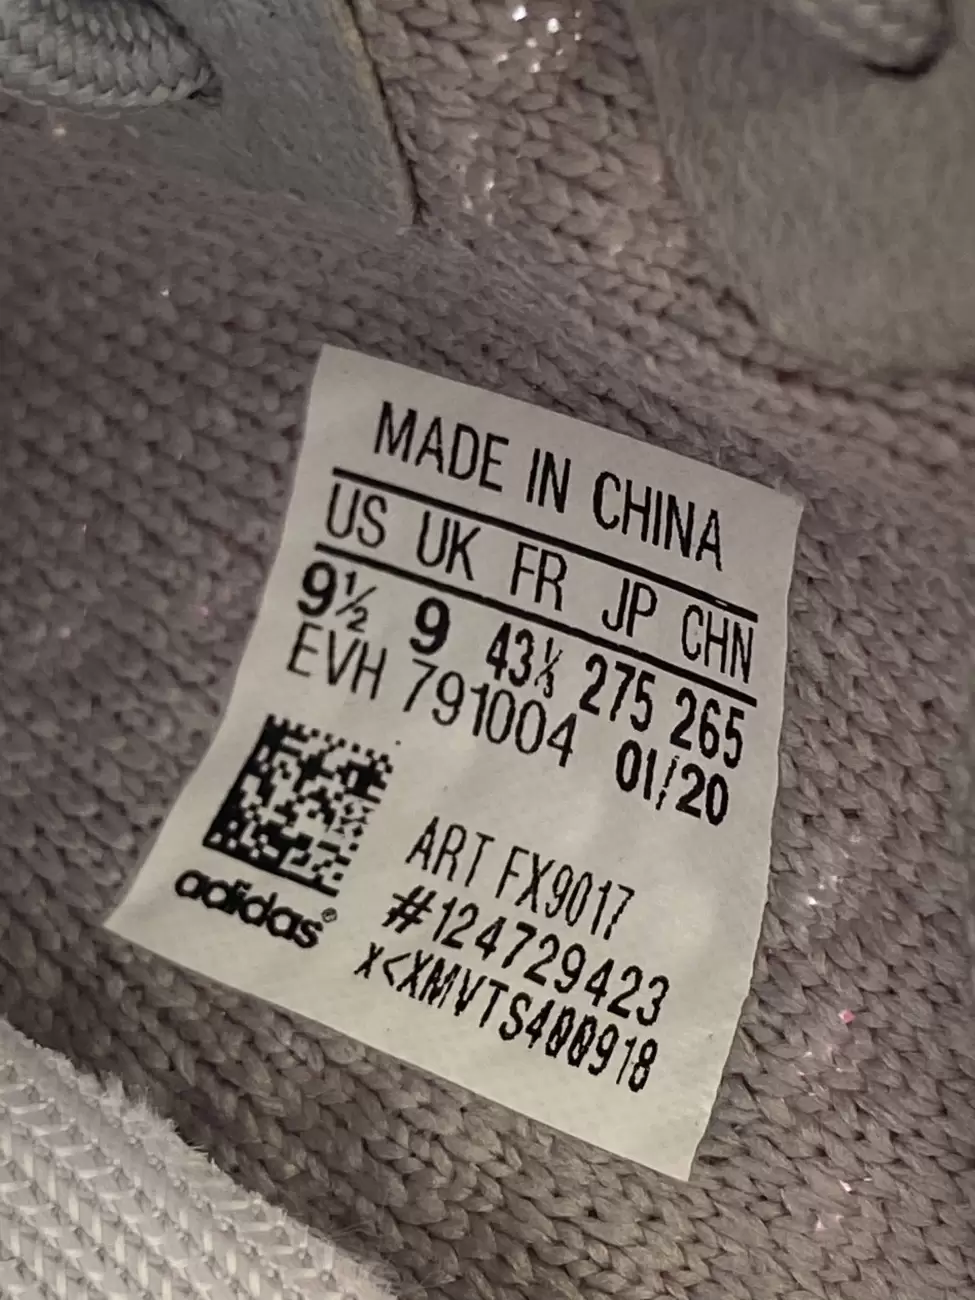 MADE IN CHINA
US UK FR JP CHN
9½ 9 43⅓ 275 265
EVH 791004 01/20
ART FX9017
#124729423
x<XMVTS400918
adidas®